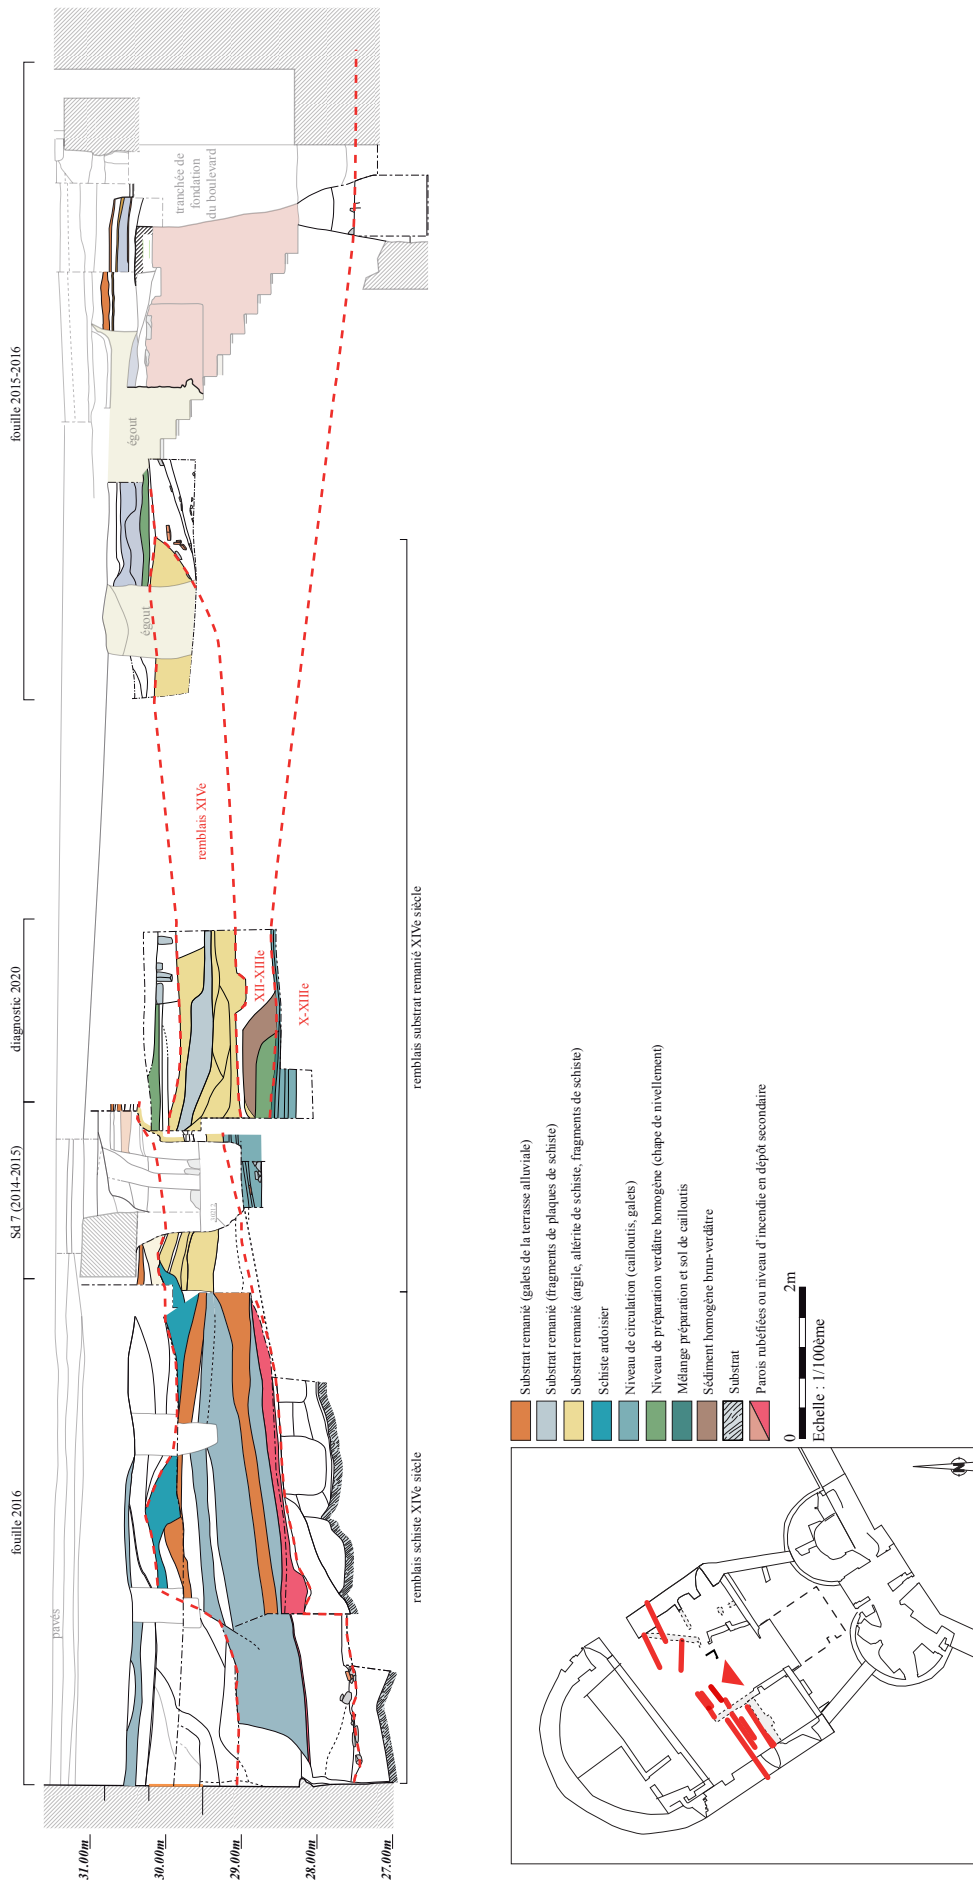 fouille 2016
Sd 7 (2014-2015)
diagnostic 2020
fouille 2015-2016
pavés
égout
égout
tranchée de
fondation
du boulevard
remblais XIVe
XII-XIIIe
X-XIIIe
31.00m
30.00m
29.00m
28.00m
27.00m
remblais schiste XIVe siècle
remblais substrat remanié XIVe siècle
Substrat remanié (galets de la terrasse alluviale)
Substrat remanié (fragments de plaques de schiste)
Substrat remanié (argile, altérite de schiste, fragments de schiste)
Schiste ardoisier
Niveau de circulation (cailloutis, galets)
Niveau de préparation verdâtre homogène (chape de nivellement)
Mélange préparation et sol de cailloutis
Sédiment homogène brun-verdâtre
Substrat
Parois rubéfiées ou niveau d'incendie en dépôt secondaire
0 2m
Echelle : 1/100ème
N